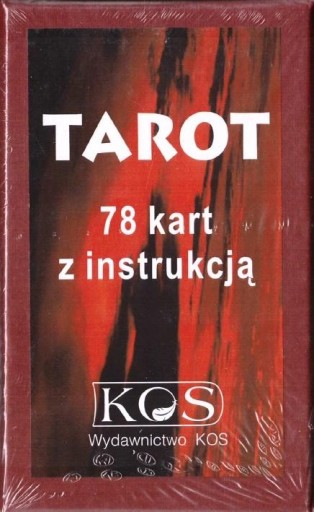 TAROT
78 kart
z instrukcją
KOS
Wydawnictwo KOS